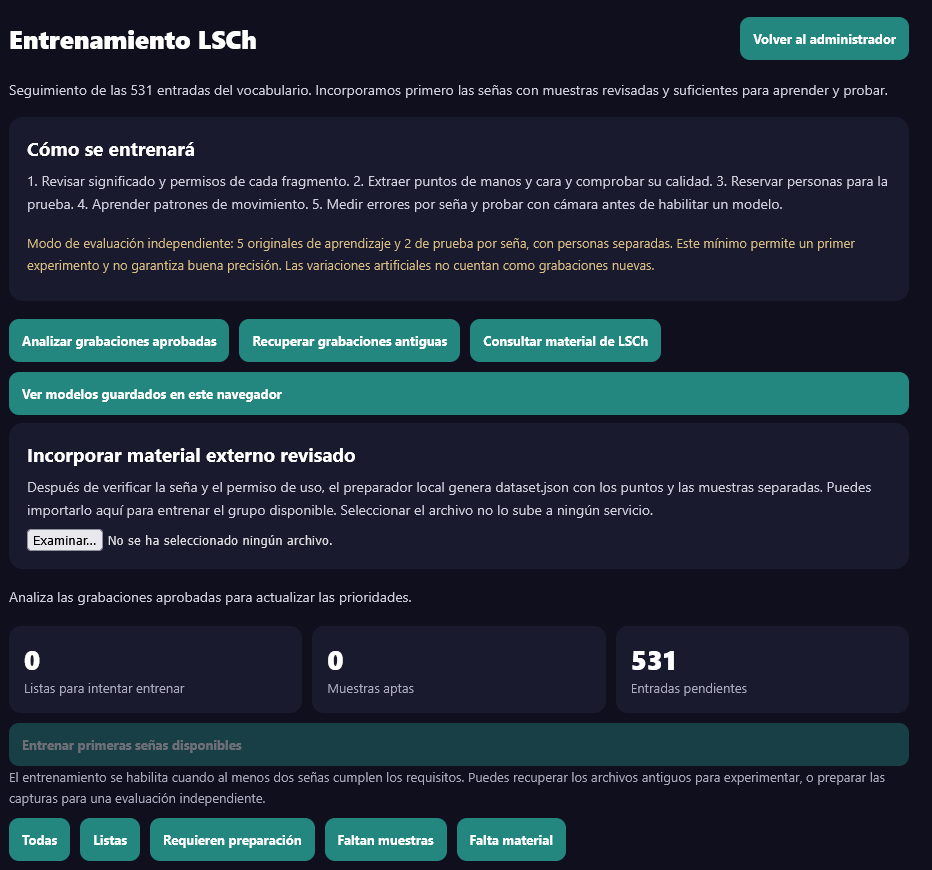 Entrenamiento LSCh
Volver al administrador
Seguimiento de las 531 entradas del vocabulario. Incorporamos primero las señas con muestras revisadas y suficientes para aprender y probar.
Cómo se entrenará
1. Revisar significado y permisos de cada fragmento. 2. Extraer puntos de manos y cara y comprobar su calidad. 3. Reservar personas para la
prueba. 4. Aprender patrones de movimiento. 5. Medir errores por seña y probar con cámara antes de habilitar un modelo.
Modo de evaluación independiente: 5 originales de aprendizaje y 2 de prueba por seña, con personas separadas. Este mínimo permite un primer
experimento y no garantiza buena precisión. Las variaciones artificiales no cuentan como grabaciones nuevas.
Analizar grabaciones aprobadas
Recuperar grabaciones antiguas
Consultar material de LSCh
Ver modelos guardados en este navegador
Incorporar material externo revisado
Después de verificar la seña y el permiso de uso, el preparador local genera dataset.json con los puntos y las muestras separadas. Puedes
importarlo aquí para entrenar el grupo disponible. Seleccionar el archivo no lo sube a ningún servicio.
Examinar... No se ha seleccionado ningún archivo.
Analiza las grabaciones aprobadas para actualizar las prioridades.
0
Listas para intentar entrenar
0
Muestras aptas
531
Entradas pendientes
Entrenar primeras señas disponibles
El entrenamiento se habilita cuando al menos dos señas cumplen los requisitos. Puedes recuperar los archivos antiguos para experimentar, o preparar las
capturas para una evaluación independiente.
Todas
Listas
Requieren preparación
Faltan muestras
Falta material